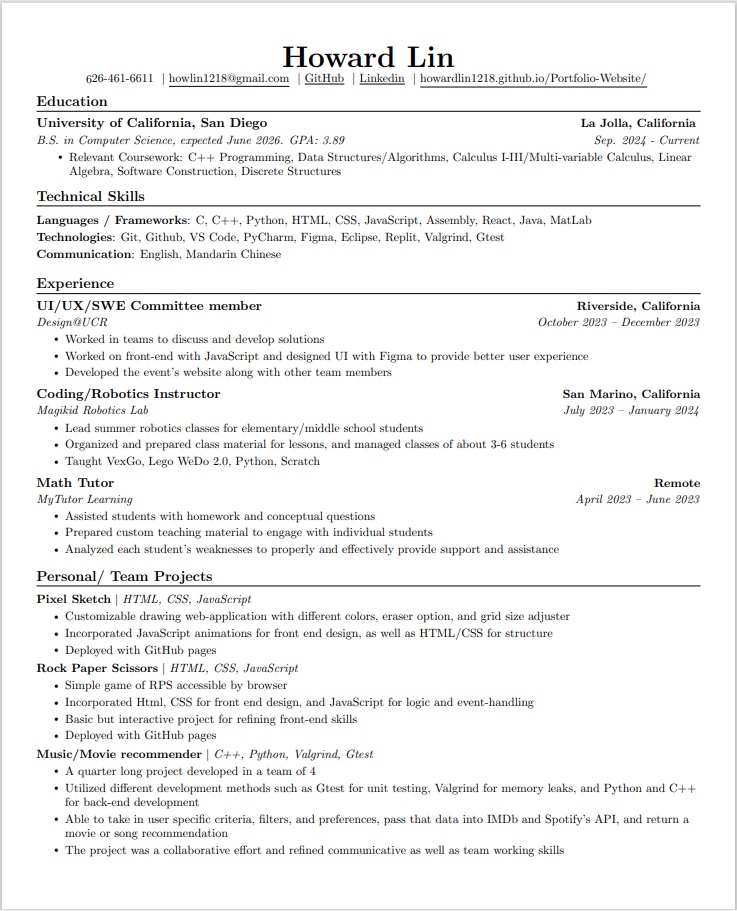 Howard Lin
626-461-6611 | howlin1218@gmail.com | GitHub | Linkedin | howardlin1218.github.io/Portfolio-Website/
Education
University of California, San Diego La Jolla, California
B.S. in Computer Science, expected June 2026. GPA: 3.89 Sep. 2024 - Current
• Relevant Coursework: C++ Programming, Data Structures/Algorithms, Calculus I-III/Multi-variable Calculus, Linear
Algebra, Software Construction, Discrete Structures
Technical Skills
Languages / Frameworks: C, C++, Python, HTML, CSS, JavaScript, Assembly, React, Java, MatLab
Technologies: Git, Github, VS Code, PyCharm, Figma, Eclipse, Replit, Valgrind, Gtest
Communication: English, Mandarin Chinese
Experience
UI/UX/SWE Committee member Riverside, California
Design@UCR October 2023 – December 2023
• Worked in teams to discuss and develop solutions
• Worked on front-end with JavaScript and designed UI with Figma to provide better user experience
• Developed the event's website along with other team members
Coding/Robotics Instructor San Marino, California
Magikid Robotics Lab July 2023 – January 2024
• Lead summer robotics classes for elementary/middle school students
• Organized and prepared class material for lessons, and managed classes of about 3-6 students
• Taught VexGo, Lego WeDo 2.0, Python, Scratch
Math Tutor Remote
MyTutor Learning April 2023 – June 2023
• Assisted students with homework and conceptual questions
• Prepared custom teaching material to engage with individual students
• Analyzed each student's weaknesses to properly and effectively provide support and assistance
Personal/ Team Projects
Pixel Sketch | HTML, CSS, JavaScript
• Customizable drawing web-application with different colors, eraser option, and grid size adjuster
• Incorporated JavaScript animations for front end design, as well as HTML/CSS for structure
• Deployed with GitHub pages
Rock Paper Scissors | HTML, CSS, JavaScript
• Simple game of RPS accessible by browser
• Incorporated Html, CSS for front end design, and JavaScript for logic and event-handling
• Basic but interactive project for refining front-end skills
• Deployed with GitHub pages
Music/Movie recommender | C++, Python, Valgrind, Gtest
• A quarter long project developed in a team of 4
• Utilized different development methods such as Gtest for unit testing, Valgrind for memory leaks, and Python and C++
for back-end development
• Able to take in user specific criteria, filters, and preferences, pass that data into IMDb and Spotify's API, and return a
movie or song recommendation
• The project was a collaborative effort and refined communicative as well as team working skills